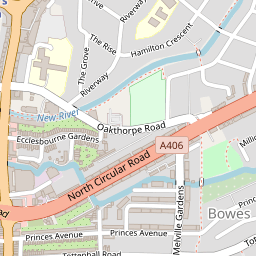 The Grove
The Rise
Riverway
Hamilton Crescent
Riverway
New River
Oakthorpe Road
Ecclesbourne Gardens
A406
North Circular Road
Melville Gardens
Bowes
Princes Avenue
Princes Avenue
Tottenhall Road